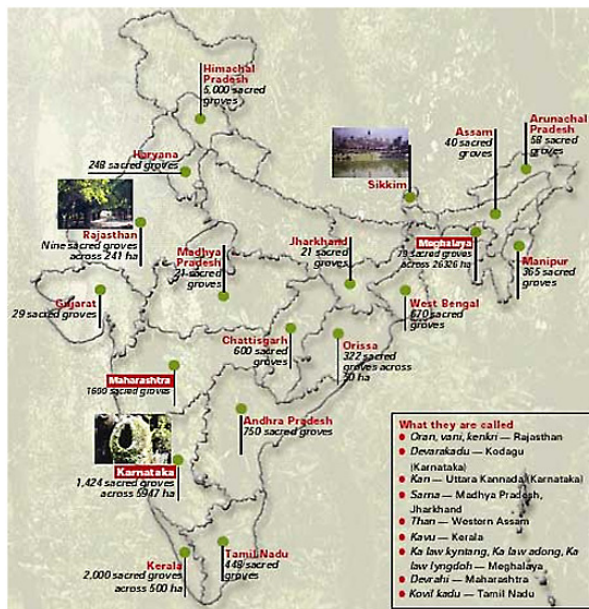 Himachal
Pradesh
5,000 sacred
groves
Haryana
248 sacred groves
Arunachal
Pradesh
58 sacred
groves
Assam
40 sacred
groves
Sikkim
Rajasthan
Nine sacred groves
across 241 ha
Madhya
Pradesh
21 sacred
groves
Jharkhand
21 sacred
groves
Meghalaya
79 sacred groves
across 26326 ha
Manipur
365 sacred
groves
Gujarat
29 sacred groves
West Bengal
670 sacred
groves
Chattisgarh
600 sacred
groves
Orissa
322 sacred
groves across
50 ha
Maharashtra
1600 sacred groves
Andhra Pradesh
750 sacred groves
Karnataka
1,424 sacred groves
across 5947 ha
Kerala
2,000 sacred groves
across 500 ha
Tamil Nadu
448 sacred
groves
What they are called
Oran, vani, kenkri — Rajasthan
Devarakadu — Kodagu
(Karnataka)
Kan — Uttara Kannada (Karnataka)
Sarna — Madhya Pradesh,
Jharkhand
Than — Western Assam
Kavu — Kerala
Ka law kyntang, Ka law adong, Ka
law lyngdoh — Meghalaya
Devrahi — Maharashtra
Kovil kadu — Tamil Nadu